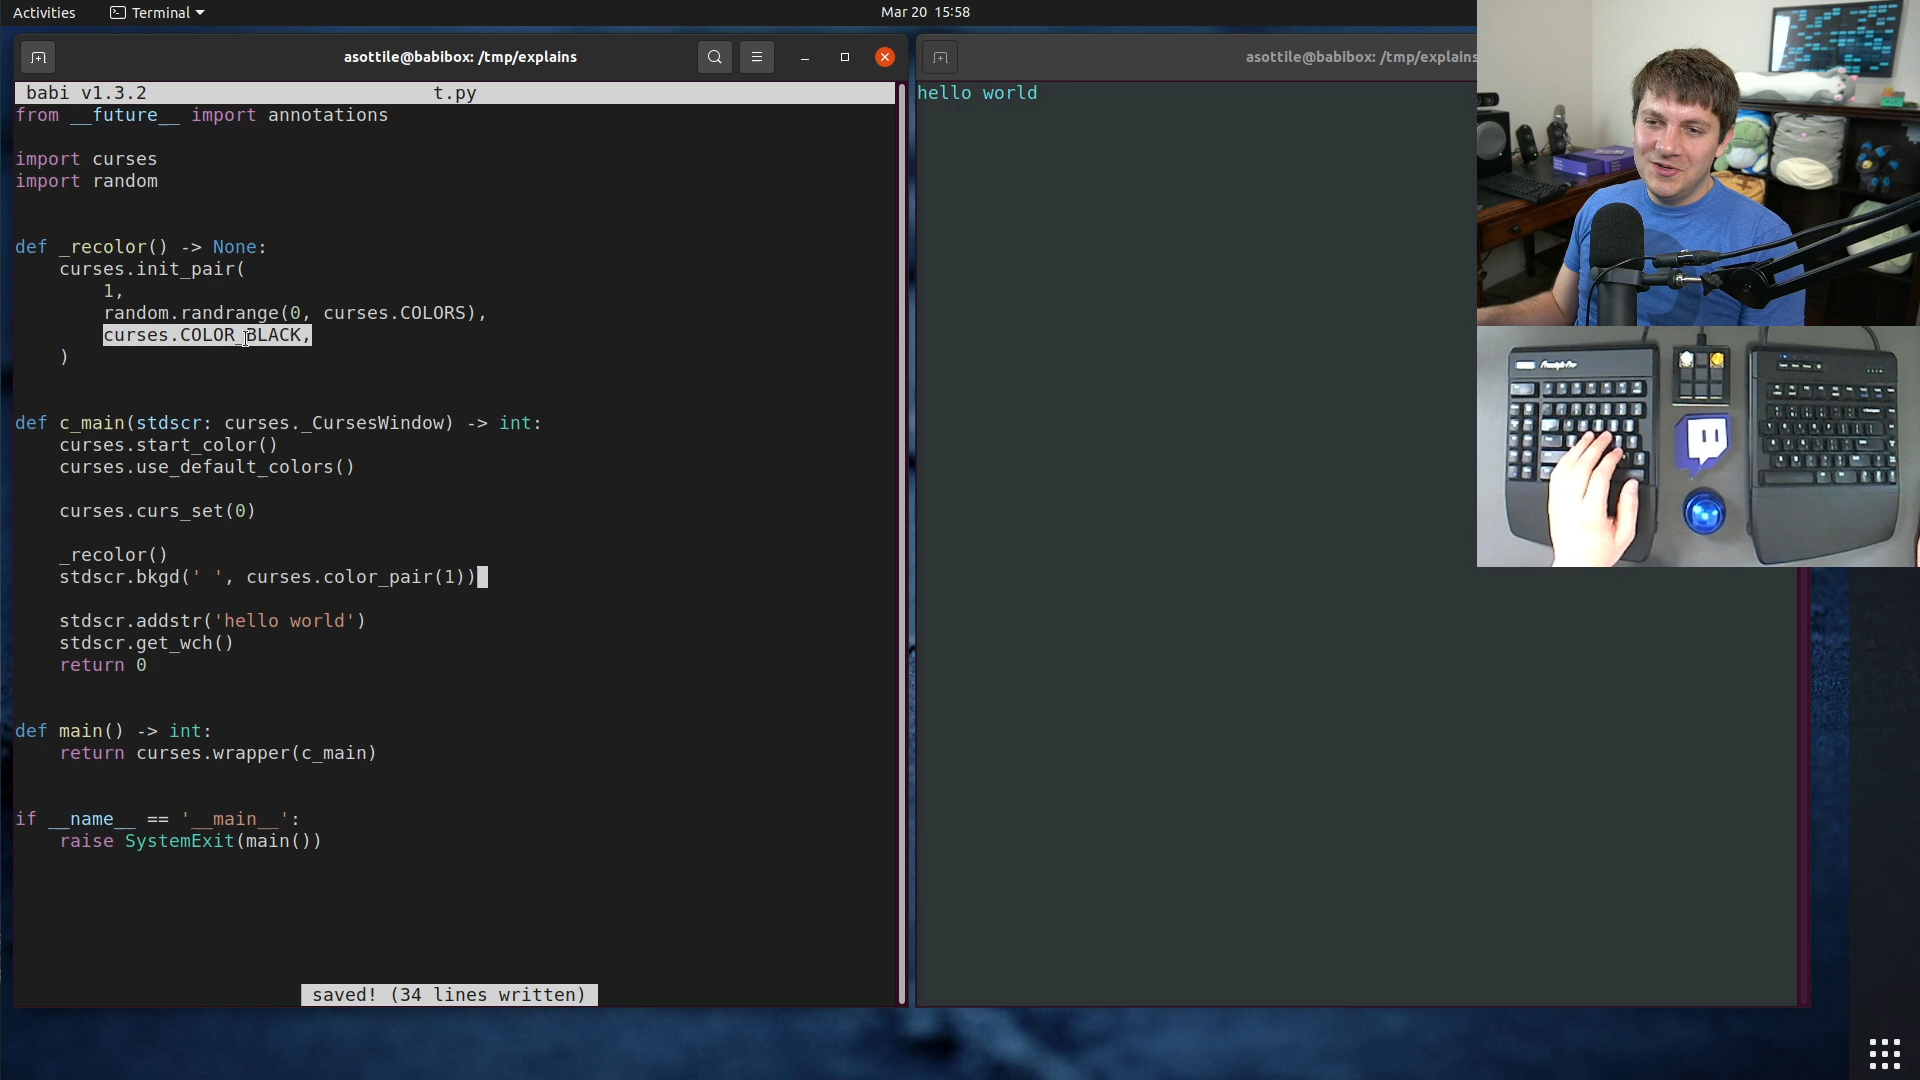 Activities
Terminal
Mar 20 15:58
asottile@babibox: /tmp/explains
asottile@babibox: /tmp/explains
babi v1.3.2 t.py
from __future__ import annotations
import curses
import random
def _recolor() -> None:
    curses.init_pair(
        1,
        random.randrange(0, curses.COLORS),
        curses.COLOR_BLACK,
    )
def c_main(stdscr: curses._CursesWindow) -> int:
    curses.start_color()
    curses.use_default_colors()
    curses.curs_set(0)
    _recolor()
    stdscr.bkgd(' ', curses.color_pair(1))
    stdscr.addstr('hello world')
    stdscr.get_wch()
    return 0
def main() -> int:
    return curses.wrapper(c_main)
if __name__ == '__main__':
    raise SystemExit(main())
saved! (34 lines written)
hello world
Freestyle Pro